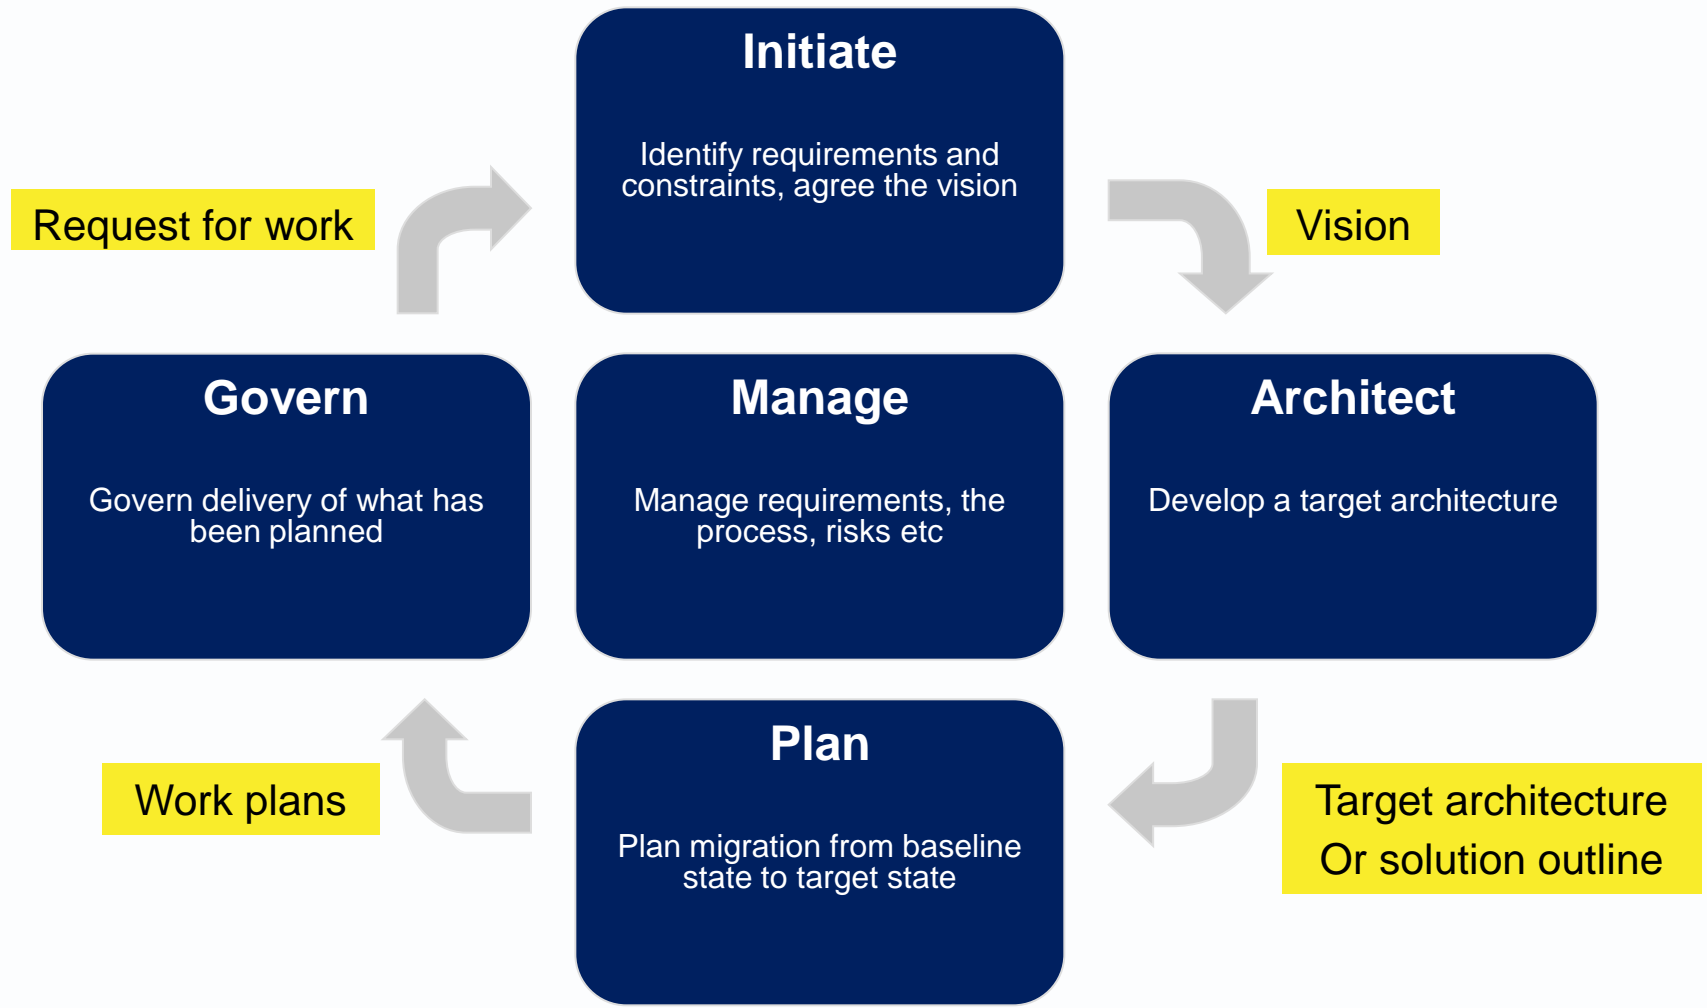 Initiate
Identify requirements and
constraints, agree the vision
Request for work
Vision
Govern
Govern delivery of what has
been planned
Manage
Manage requirements, the
process, risks etc
Architect
Develop a target architecture
Plan
Plan migration from baseline
state to target state
Work plans
Target architecture
Or solution outline